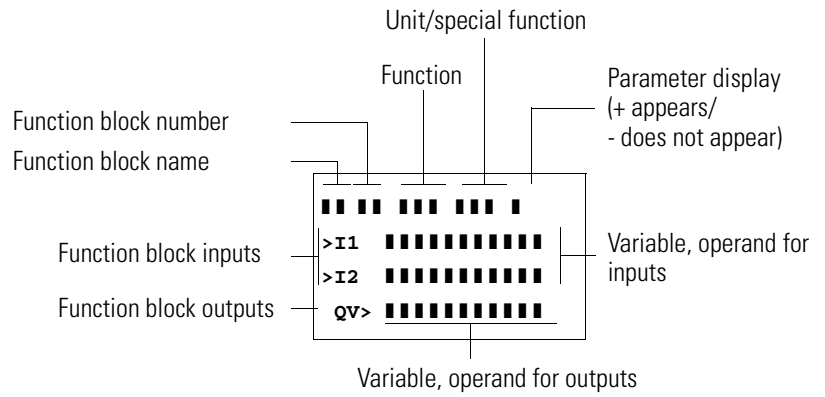 Unit/special function
Function
Parameter display
(+ appears/
- does not appear)
Function block number
Function block name
Function block inputs
>I1
>I2
Variable, operand for
inputs
Function block outputs
QV>
Variable, operand for outputs